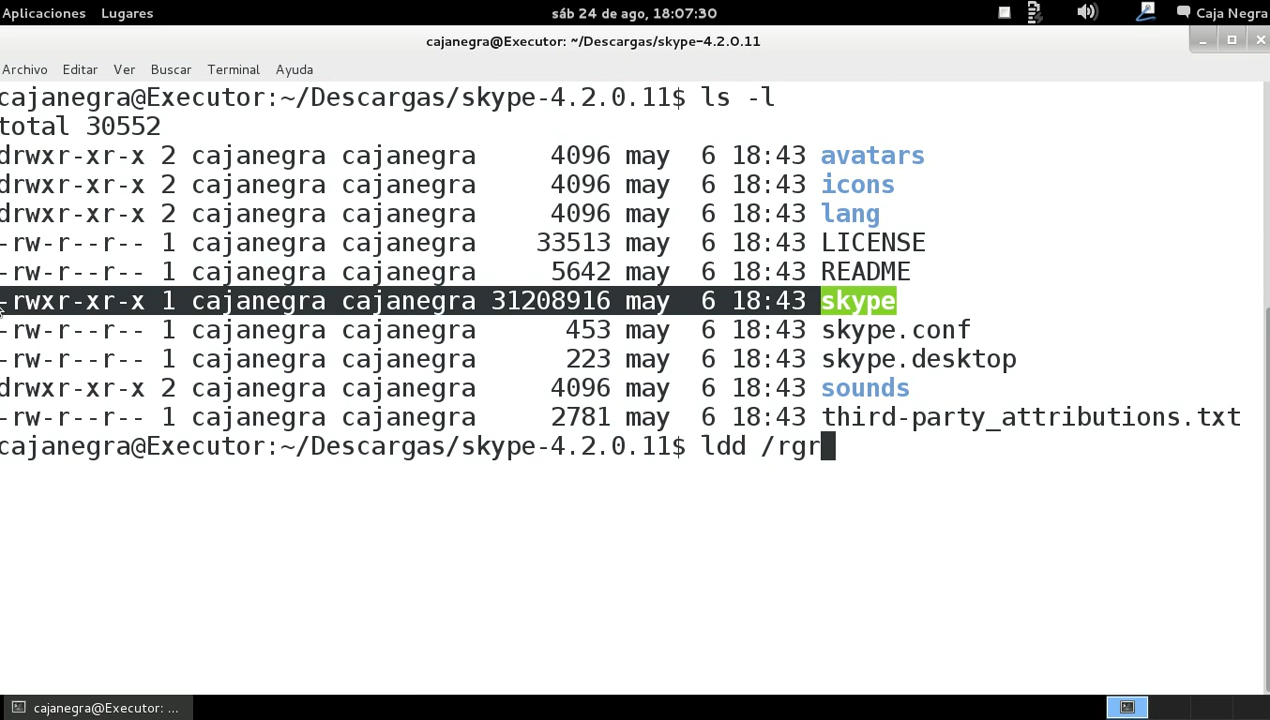 Aplicaciones Lugares sáb 24 de ago, 18:07:30 Caja Negra
cajanegra@Executor: ~/Descargas/skype-4.2.0.11
Archivo Editar Ver Buscar Terminal Ayuda
cajanegra@Executor:~/Descargas/skype-4.2.0.11$ ls -l
total 30552
drwxr-xr-x 2 cajanegra cajanegra 4096 may 6 18:43 avatars
drwxr-xr-x 2 cajanegra cajanegra 4096 may 6 18:43 icons
drwxr-xr-x 2 cajanegra cajanegra 4096 may 6 18:43 lang
-rw-r--r-- 1 cajanegra cajanegra 33513 may 6 18:43 LICENSE
-rw-r--r-- 1 cajanegra cajanegra 5642 may 6 18:43 README
-rwxr-xr-x 1 cajanegra cajanegra 31208916 may 6 18:43 skype
-rw-r--r-- 1 cajanegra cajanegra 453 may 6 18:43 skype.conf
-rw-r--r-- 1 cajanegra cajanegra 223 may 6 18:43 skype.desktop
drwxr-xr-x 2 cajanegra cajanegra 4096 may 6 18:43 sounds
-rw-r--r-- 1 cajanegra cajanegra 2781 may 6 18:43 third-party_attributions.txt
cajanegra@Executor:~/Descargas/skype-4.2.0.11$ ldd /rgr
cajanegra@Executor: ...